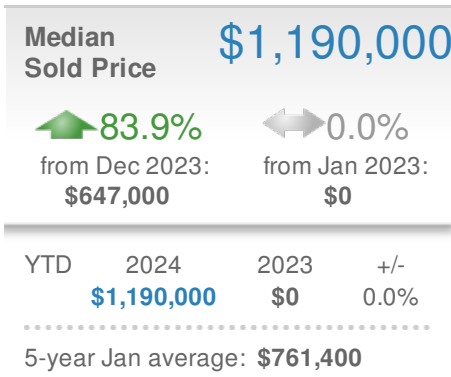 Median $1,190,000
Sold Price
83.9% 0.0%
from Dec 2023: from Jan 2023:
$647,000 $0
YTD 2024 2023 +/-
$1,190,000 $0 0.0%
5-year Jan average: $761,400